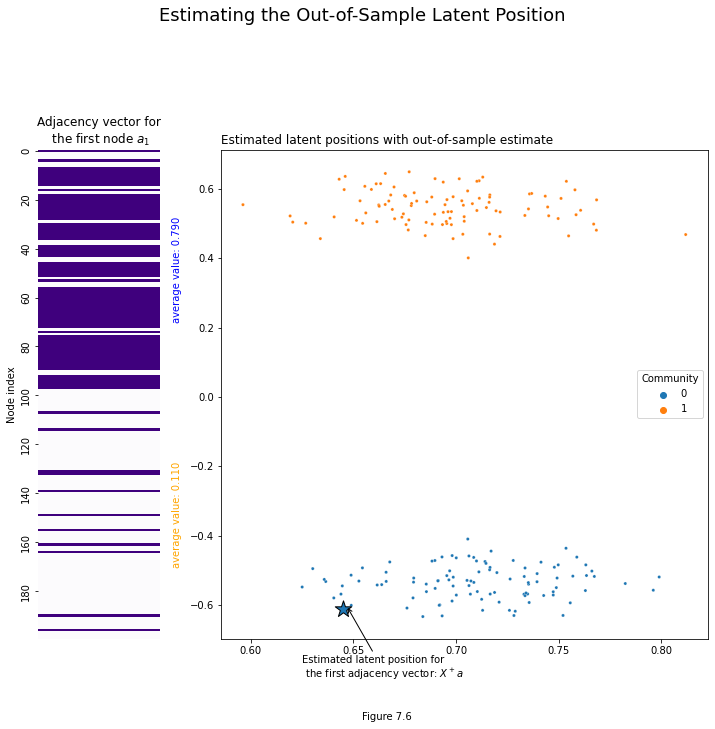 Estimating the Out-of-Sample Latent Position
Adjacency vector for
the first node a₁
Node index
0
20
40
60
80
100
120
140
160
180
average value: 0.790
average value: 0.110
Estimated latent positions with out-of-sample estimate
0.6
0.4
0.2
0.0
−0.2
−0.4
−0.6
0.60
0.65
0.70
0.75
0.80
Community
0
1
Estimated latent position for
the first adjacency vector: X⁺a
Figure 7.6